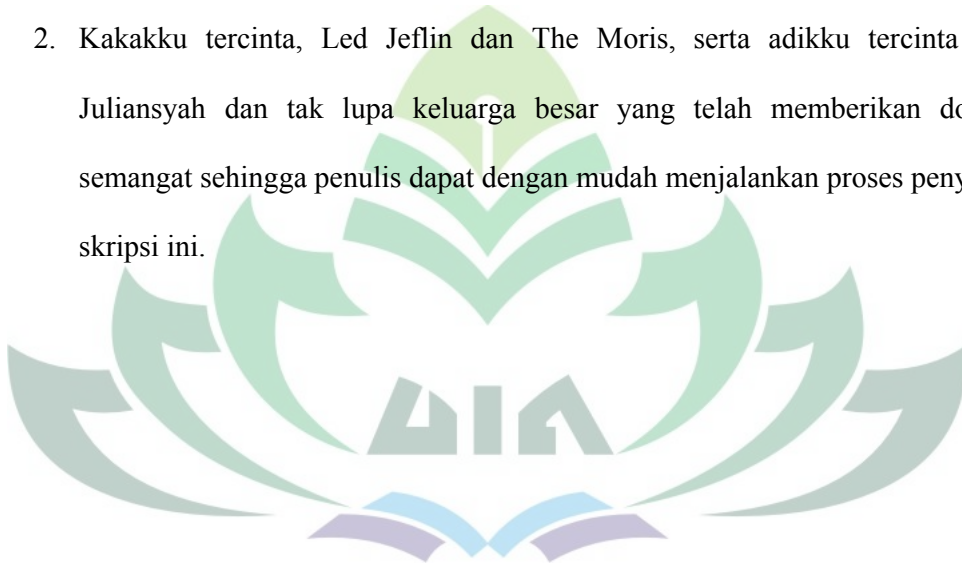 2. Kakakku tercinta, Led Jeflin dan The Moris, serta adikku tercinta
Juliansyah dan tak lupa keluarga besar yang telah memberikan
semangat sehingga penulis dapat dengan mudah menjalankan proses
skripsi ini.
UIN